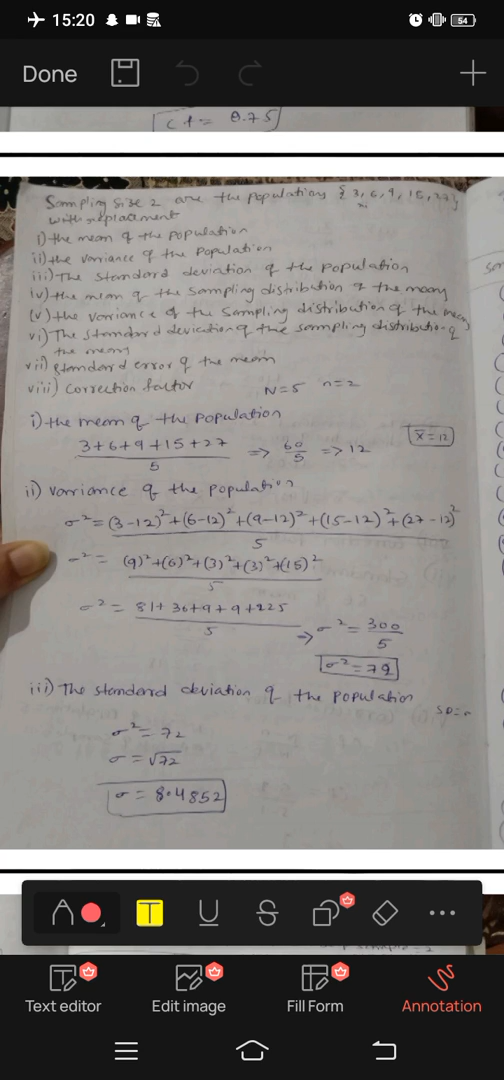 15:20
54
Done
C f = 0.75
Sampling size 2 are the populations { 3, 6, 9, 15, 27 }
with replacement
i) the mean of the population
ii) the variance of the population
iii) The standard deviation of the population
iv) the mean of the sampling distribution of the mean
(v) the variance of the sampling distribution of the mean
vi) The standard deviation of the sampling distribution of
the mean
vii) standard error of the mean
viii) correction factor N=5 n=2
i) the mean of the population
3+6+9+15+27 / 5 => 60/5 => 12 x̄ = 12
ii) variance of the population
σ² = (3-12)²+(6-12)²+(9-12)²+(15-12)²+(27-12)² / 5
σ² = (9)²+(6)²+(3)²+(3)²+(15)² / 5
σ² = 81+36+9+9+225 / 5 => σ² = 300/5
σ² = 72
iii) The standard deviation of the population SD=σ
σ² = 72
σ = √72
σ = 8.4852
T
U
S
Text editor
Edit image
Fill Form
Annotation